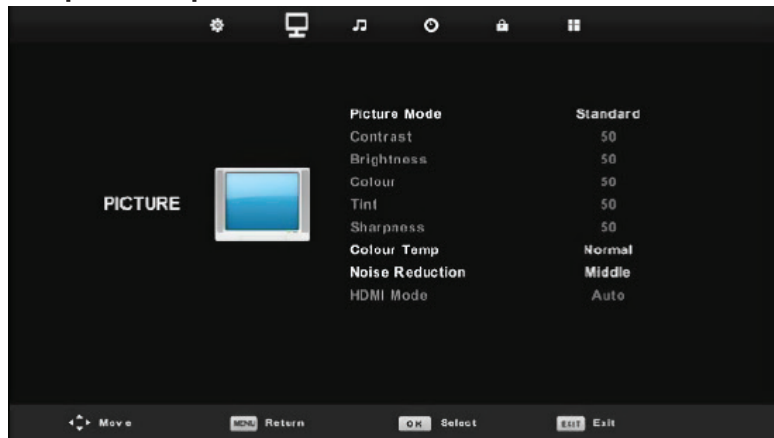 Picture Mode Standard
Contrast 50
Brightness 50
Colour 50
Tint 50
Sharpness 50
PICTURE
Colour Temp Normal
Noise Reduction Middle
HDMI Mode Auto
Move MENU Return OK Select EXIT Exit